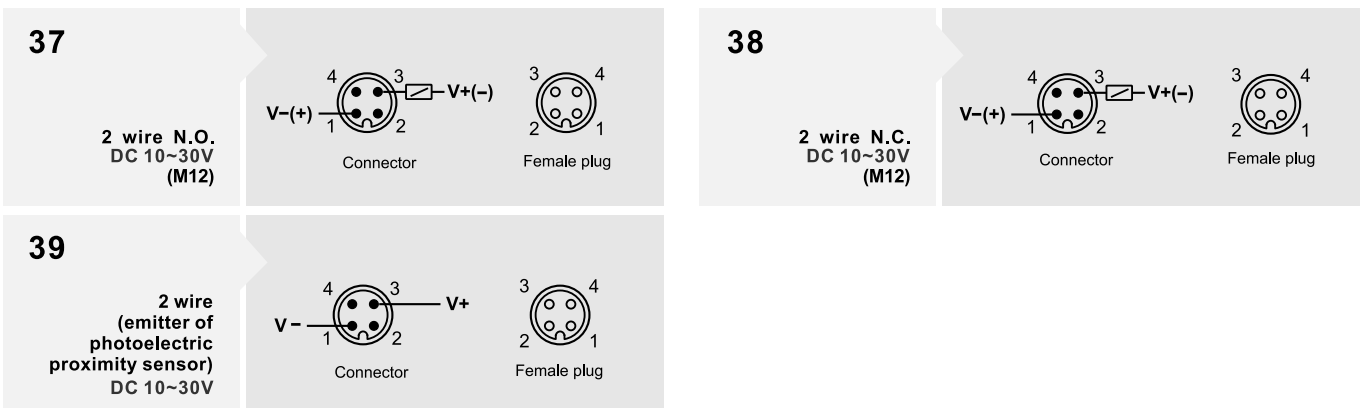 37
2 wire N.O.
DC 10~30V
(M12)
4 3
V−(+)
V+(−)
1 2
Connector
3 4
2 1
Female plug
38
2 wire N.C.
DC 10~30V
(M12)
4 3
V−(+)
V+(−)
1 2
Connector
3 4
2 1
Female plug
39
2 wire
(emitter of
photoelectric
proximity sensor)
DC 10~30V
4 3
V+
V−
1 2
Connector
3 4
2 1
Female plug